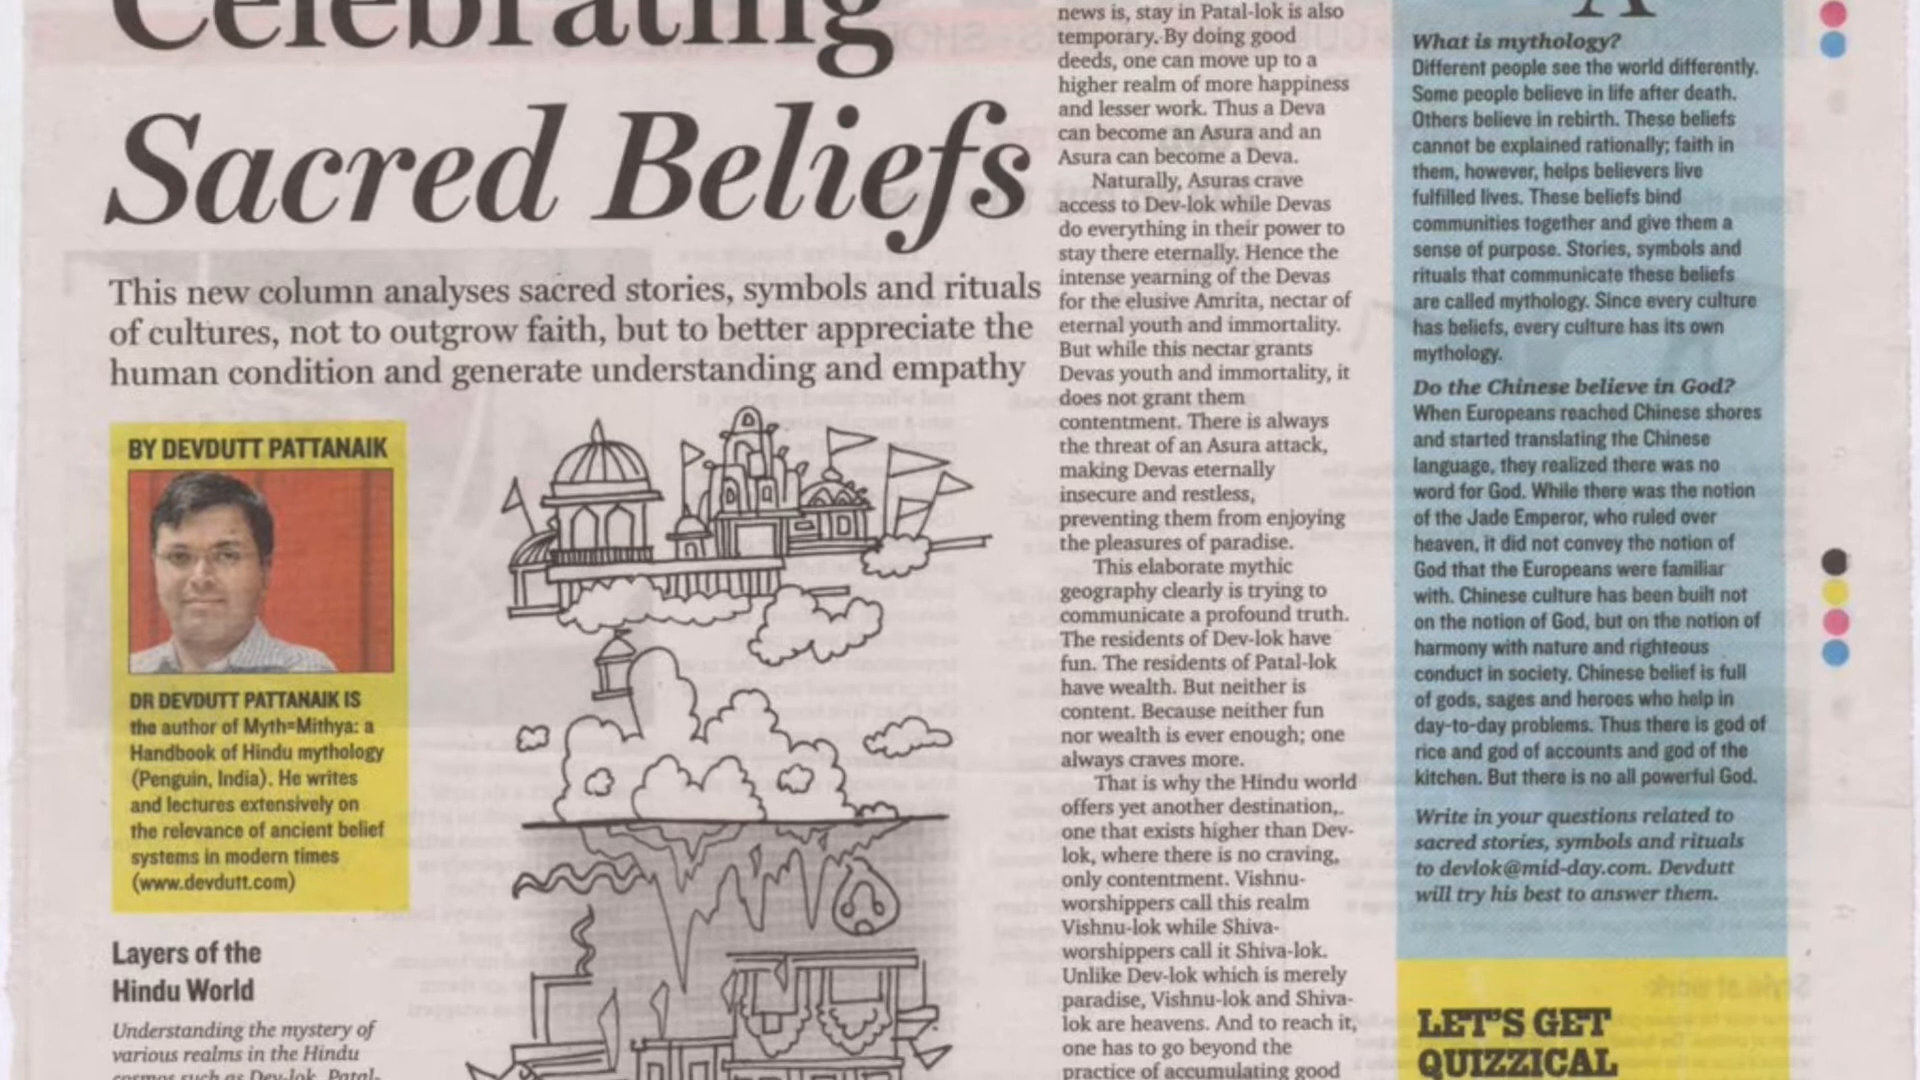 Celebrating
Sacred Beliefs
This new column analyses sacred stories, symbols and rituals
of cultures, not to outgrow faith, but to better appreciate the
human condition and generate understanding and empathy
BY DEVDUTT PATTANAIK
DR DEVDUTT PATTANAIK IS
the author of Myth=Mithya: a
Handbook of Hindu mythology
(Penguin, India). He writes
and lectures extensively on
the relevance of ancient belief
systems in modern times
(www.devdutt.com)
Layers of the
Hindu World
Understanding the mystery of
various realms in the Hindu
cosmos such as Dev-lok, Patal-
news is, stay in Patal-lok is also
temporary. By doing good
deeds, one can move up to a
higher realm of more happiness
and lesser work. Thus a Deva
can become an Asura and an
Asura can become a Deva.
Naturally, Asuras crave
access to Dev-lok while Devas
do everything in their power to
stay there eternally. Hence the
intense yearning of the Devas
for the elusive Amrita, nectar of
eternal youth and immortality.
But while this nectar grants
Devas youth and immortality, it
does not grant them
contentment. There is always
the threat of an Asura attack,
making Devas eternally
insecure and restless,
preventing them from enjoying
the pleasures of paradise.
This elaborate mythic
geography clearly is trying to
communicate a profound truth.
The residents of Dev-lok have
fun. The residents of Patal-lok
have wealth. But neither is
content. Because neither fun
nor wealth is ever enough; one
always craves more.
That is why the Hindu world
offers yet another destination,
one that exists higher than Dev-
lok, where there is no craving,
only contentment. Vishnu-
worshippers call this realm
Vishnu-lok while Shiva-
worshippers call it Shiva-lok.
Unlike Dev-lok which is merely
paradise, Vishnu-lok and Shiva-
lok are heavens. And to reach it,
one has to go beyond the
practice of accumulating good
What is mythology?
Different people see the world differently.
Some people believe in life after death.
Others believe in rebirth. These beliefs
cannot be explained rationally; faith in
them, however, helps believers live
fulfilled lives. These beliefs bind
communities together and give them a
sense of purpose. Stories, symbols and
rituals that communicate these beliefs
are called mythology. Since every culture
has beliefs, every culture has its own
mythology.
Do the Chinese believe in God?
When Europeans reached Chinese shores
and started translating the Chinese
language, they realized there was no
word for God. While there was the notion
of the Jade Emperor, who ruled over
heaven, it did not convey the notion of
God that the Europeans were familiar
with. Chinese culture has been built not
on the notion of God, but on the notion of
harmony with nature and righteous
conduct in society. Chinese belief is full
of gods, sages and heroes who help in
day-to-day problems. Thus there is god of
rice and god of accounts and god of the
kitchen. But there is no all powerful God.
Write in your questions related to
sacred stories, symbols and rituals
to devlok@mid-day.com. Devdutt
will try his best to answer them.
LET'S GET
QUIZZICAL